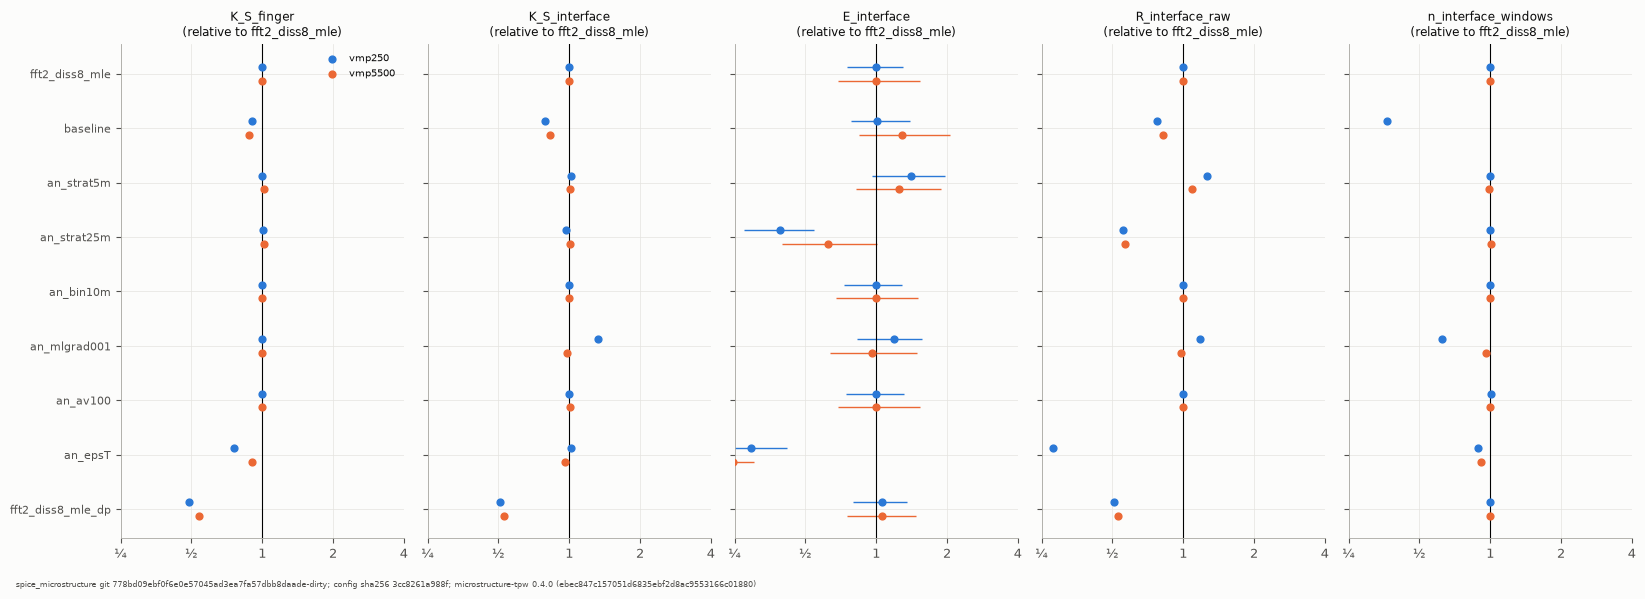 K_S_finger
(relative to fft2_diss8_mle)
K_S_interface
(relative to fft2_diss8_mle)
E_interface
(relative to fft2_diss8_mle)
R_interface_raw
(relative to fft2_diss8_mle)
n_interface_windows
(relative to fft2_diss8_mle)
vmp250
vmp5500
fft2_diss8_mle
baseline
an_strat5m
an_strat25m
an_bin10m
an_mlgrad001
an_av100
an_epsT
fft2_diss8_mle_dp
¼ ½ 1 2 4
¼ ½ 1 2 4
¼ ½ 1 2 4
¼ ½ 1 2 4
¼ ½ 1 2 4
spice_microstructure git 778bd09ebf0f6e0e57045ad3ea7fa57dbb8daade-dirty; config sha256 3cc8261a988f; microstructure-tpw 0.4.0 (ebec847c157051d6835ebf2d8ac9553166c01880)